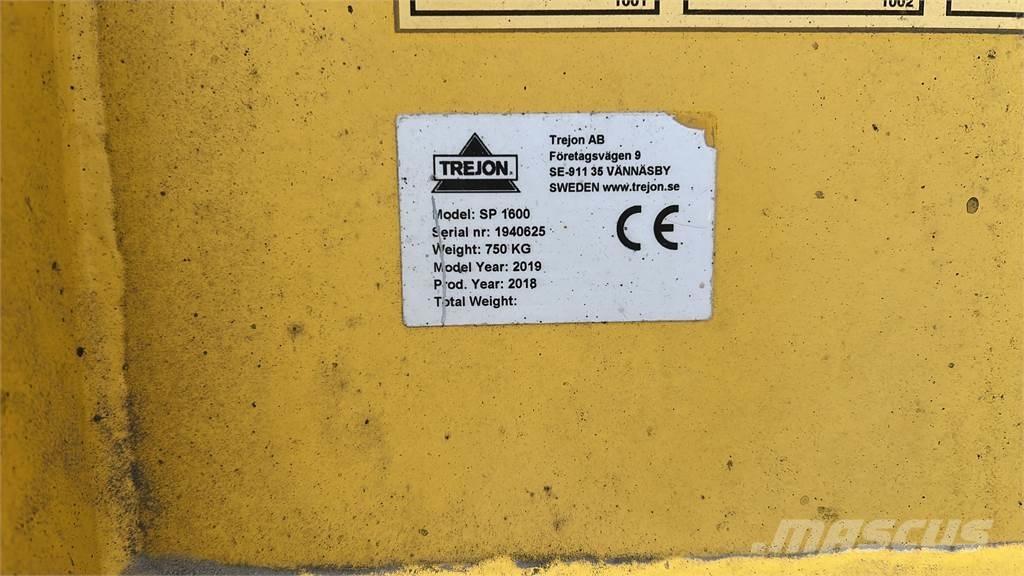 1001
1002
TREJON®
Trejon AB
Företagsvägen 9
SE-911 35 VÄNNÄSBY
SWEDEN www.trejon.se
Model: SP 1600
Serial nr: 1940625
Weight: 750 KG
Model Year: 2019
Prod. Year: 2018
Total Weight:
CE
mascus